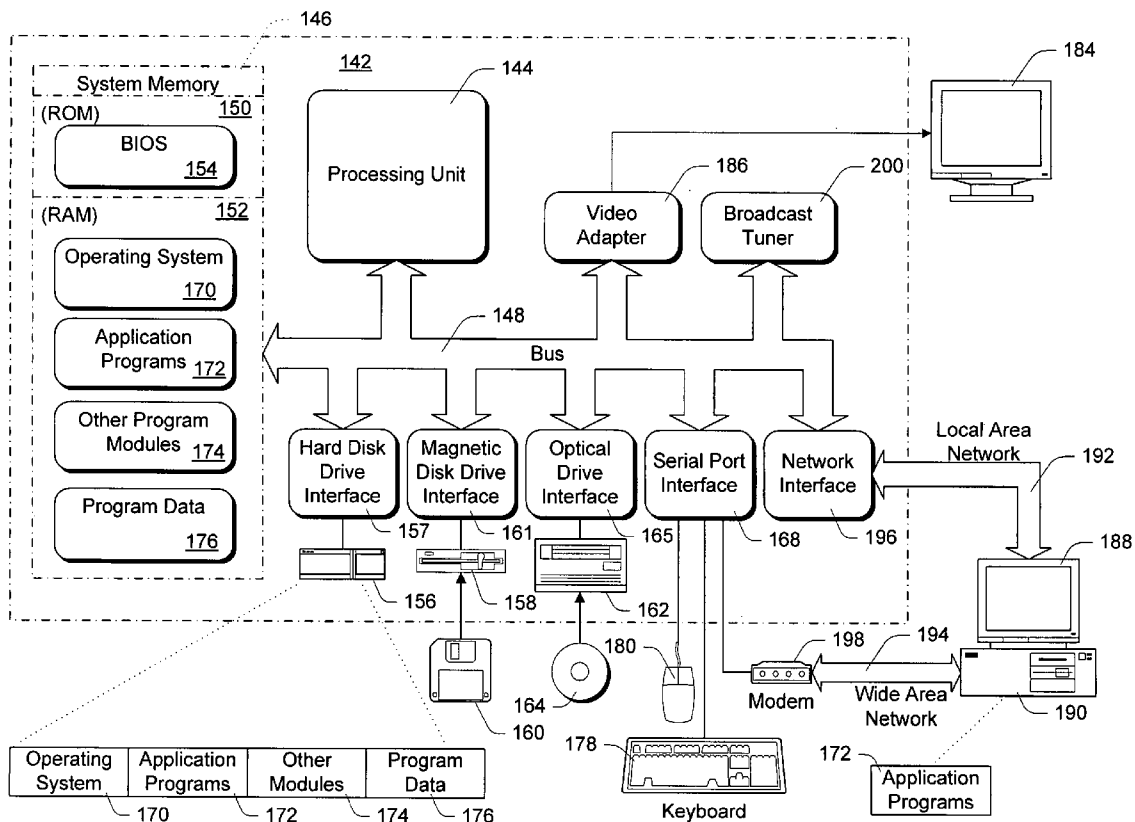 146
184
142
144
System Memory
(ROM)
150
BIOS
154
Processing Unit
186
200
Video
Adapter
Broadcast
Tuner
(RAM)
152
Operating System
170
Application
Programs
172
148
Bus
Other Program
Modules
174
Program Data
176
Hard Disk
Drive
Interface
157
Magnetic
Disk Drive
Interface
161
Optical
Drive
Interface
165
Serial Port
Interface
168
Network
Interface
196
Local Area
Network
192
188
156
158
162
160
164
180
198
Modem
194
Wide Area
Network
190
178
Keyboard
Operating
System
Application
Programs
Other
Modules
Program
Data
170
172
174
176
172
Application
Programs